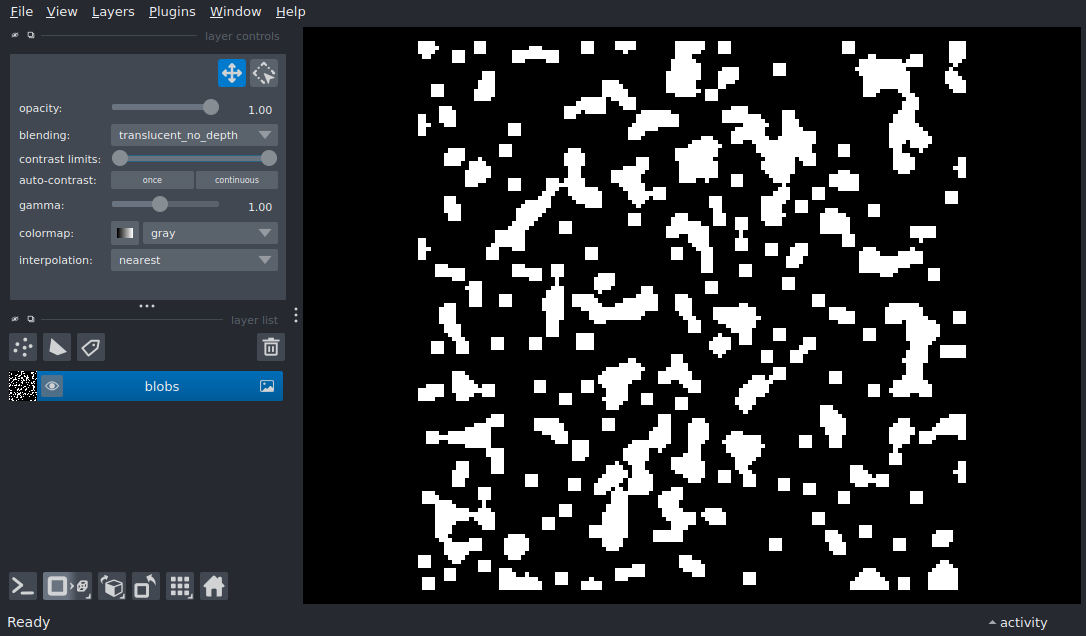 File View Layers Plugins Window Help
layer controls
opacity: 1.00
blending: translucent_no_depth
contrast limits:
auto-contrast: once continuous
gamma: 1.00
colormap: gray
interpolation: nearest
layer list
blobs
Ready activity